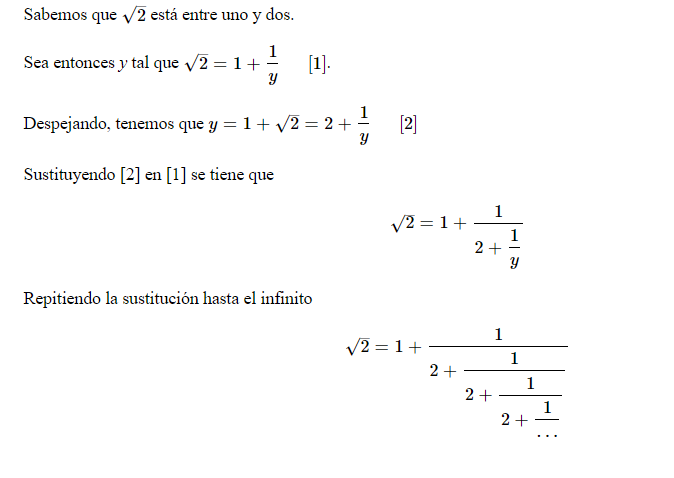 Sabemos que √2 está entre uno y dos.
Sea entonces y tal que √2 = 1 + 1/y [1].
Despejando, tenemos que y = 1 + √2 = 2 + 1/y [2]
Sustituyendo [2] en [1] se tiene que
√2 = 1 + 1/(2 + 1/y)
Repitiendo la sustitución hasta el infinito
√2 = 1 + 1/(2 + 1/(2 + 1/(2 + 1/⋯)))